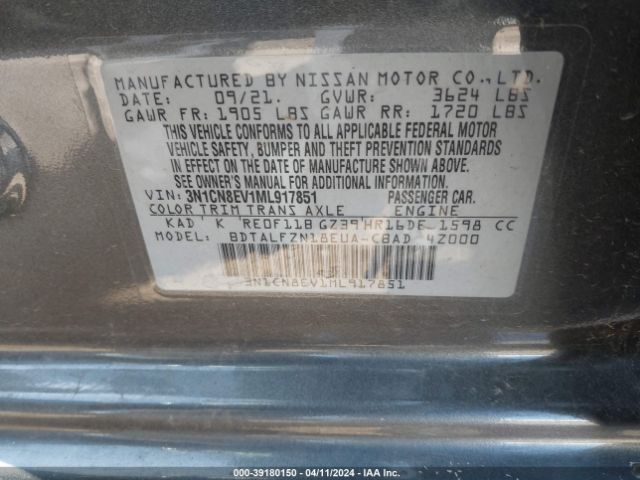 MANUFACTURED BY NISSAN MOTOR CO., LTD.
DATE: 09/21. GVWR: 3624 LBS
GAWR FR: 1905 LBS GAWR RR: 1720 LBS
THIS VEHICLE CONFORMS TO ALL APPLICABLE FEDERAL MOTOR
VEHICLE SAFETY, BUMPER AND THEFT PREVENTION STANDARDS
IN EFFECT ON THE DATE OF MANUFACTURE SHOWN ABOVE.
SEE OWNER'S MANUAL FOR ADDITIONAL INFORMATION.
VIN: 3N1CN8EV1ML917851 PASSENGER CAR.
COLOR TRIM TRANS AXLE ENGINE
KAD K RE0F11B GZ39 HR16DE 1598 CC
MODEL: BDTALFZN18EUA-CBAD 4Z000
3N1CN8EV1ML917851
000-39180150 - 04/11/2024 - IAA Inc.